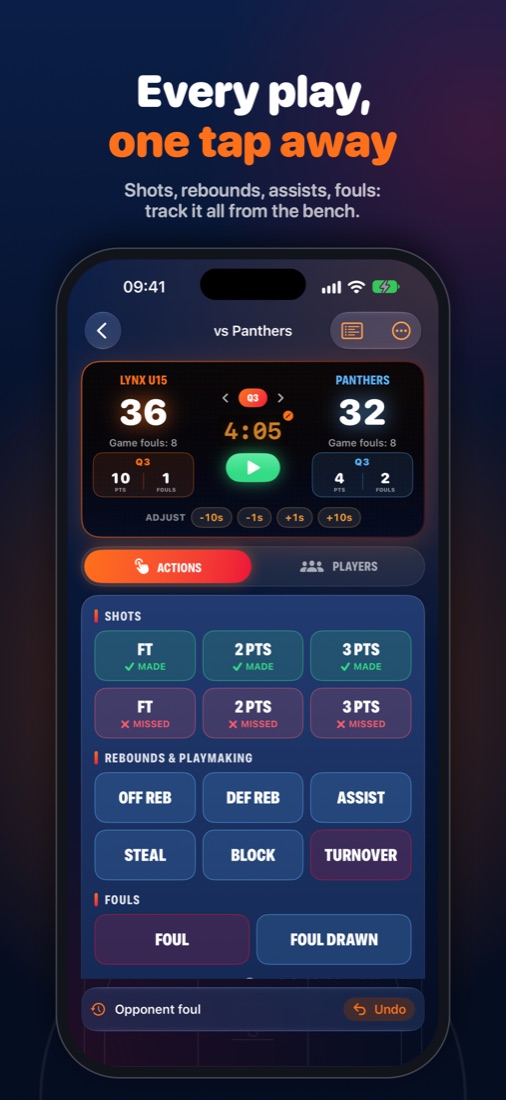 Every play,
one tap away
Shots, rebounds, assists, fouls:
track it all from the bench.
09:41
vs Panthers
LYNX U15
36
Game fouls: 8
Q3
10 PTS
1 FOULS
Q3
4:05
PANTHERS
32
Game fouls: 8
Q3
4 PTS
2 FOULS
ADJUST -10s -1s +1s +10s
ACTIONS PLAYERS
SHOTS
FT 2 PTS 3 PTS
MADE MADE MADE
FT 2 PTS 3 PTS
MISSED MISSED MISSED
REBOUNDS & PLAYMAKING
OFF REB DEF REB ASSIST
STEAL BLOCK TURNOVER
FOULS
FOUL FOUL DRAWN
Opponent foul Undo